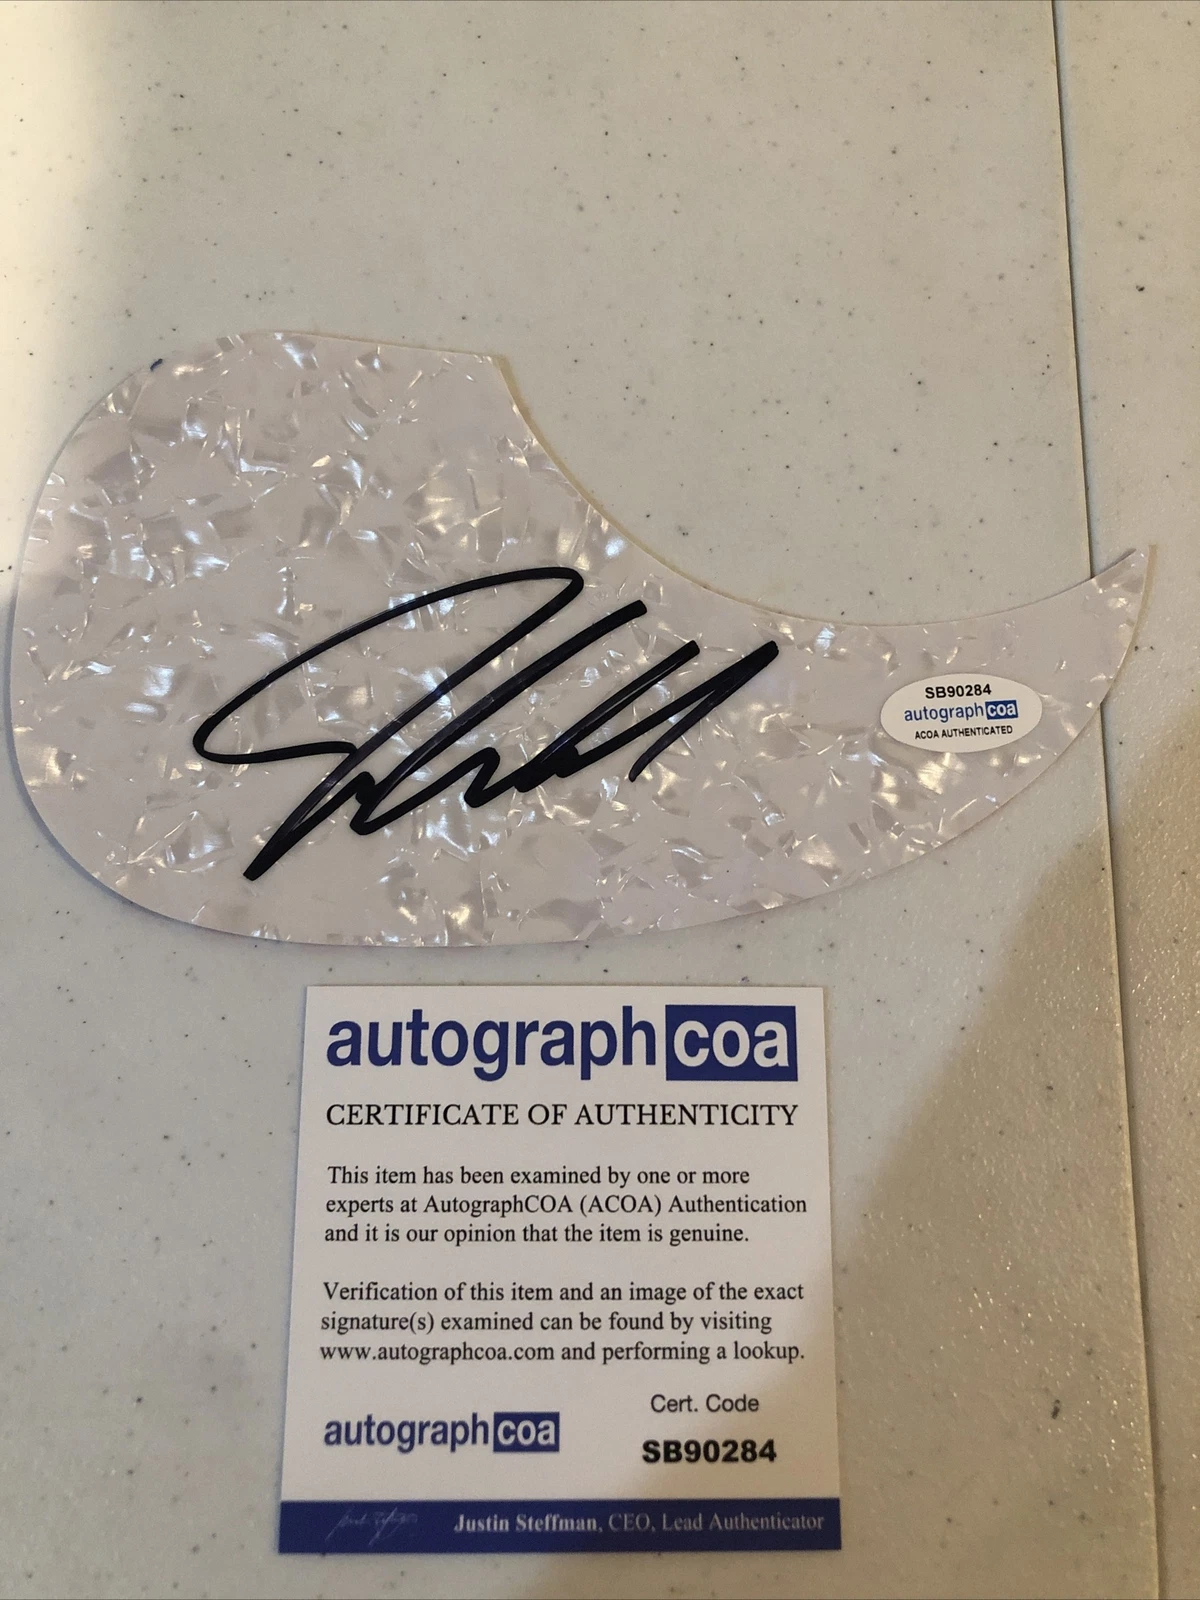 SB90284
autographcoa
ACOA AUTHENTICATED
autographcoa
CERTIFICATE OF AUTHENTICITY
This item has been examined by one or more
experts at AutographCOA (ACOA) Authentication
and it is our opinion that the item is genuine.
Verification of this item and an image of the exact
signature(s) examined can be found by visiting
www.autographcoa.com and performing a lookup.
Cert. Code
autographcoa
SB90284
Justin Steffman, CEO, Lead Authenticator